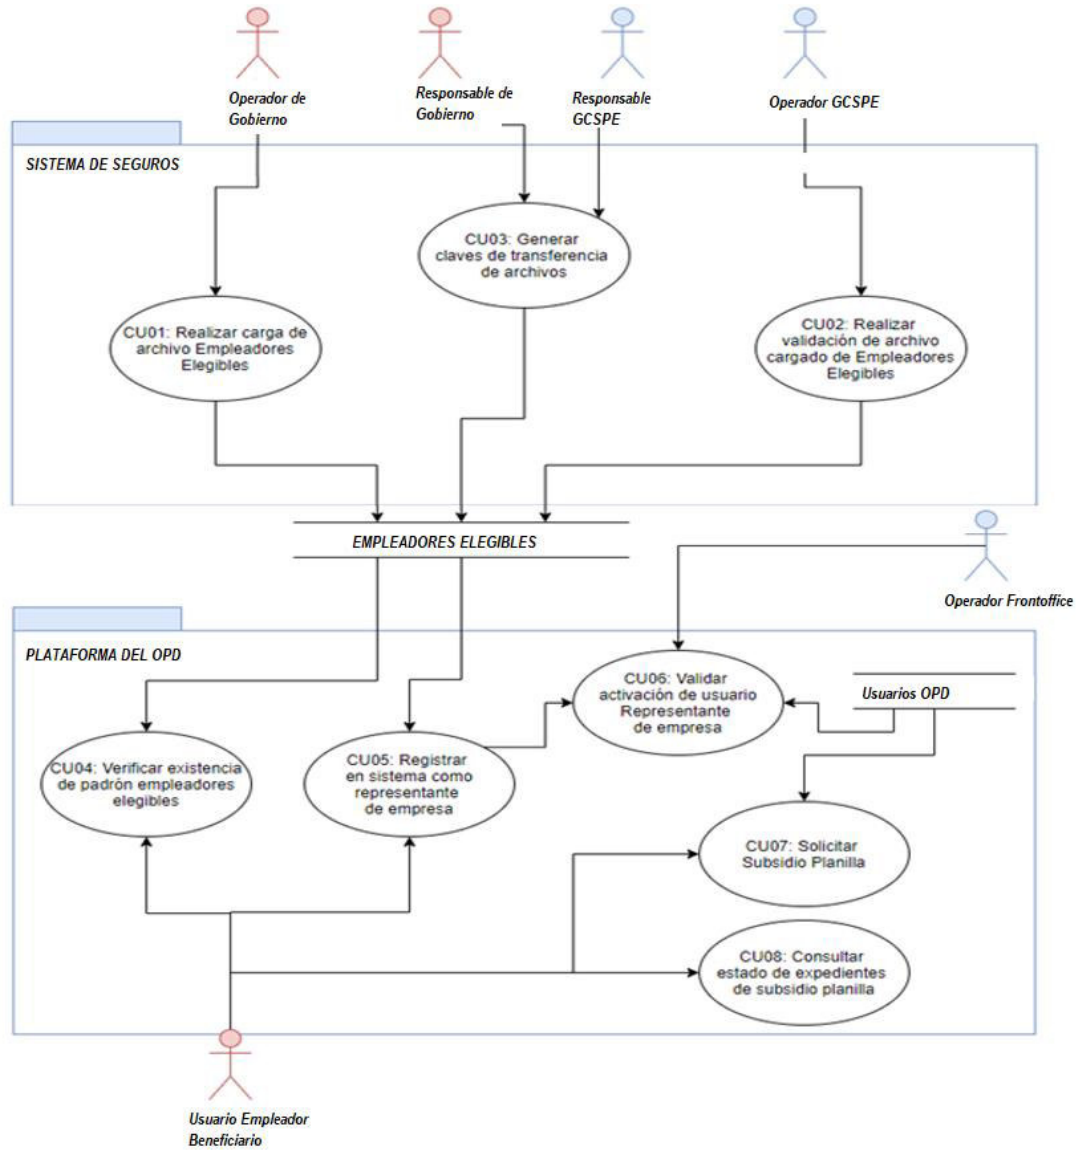 Operador de
Gobierno
Responsable de
Gobierno
Responsable
GCSPE
Operador GCSPE
SISTEMA DE SEGUROS
CU03: Generar
claves de transferencia
de archivos
CU01: Realizar carga de
archivo Empleadores
Elegibles
CU02: Realizar
validación de archivo
cargado de Empleadores
Elegibles
EMPLEADORES ELEGIBLES
Operador Frontoffice
PLATAFORMA DEL OPD
CU06: Validar
activación de usuario
Representante
de empresa
Usuarios OPD
CU04: Verificar existencia
de padrón empleadores
elegibles
CU05: Registrar
en sistema como
representante
de empresa
CU07: Solicitar
Subsidio Planilla
CU08: Consultar
estado de expedientes
de subsidio planilla
Usuario Empleador
Beneficiario